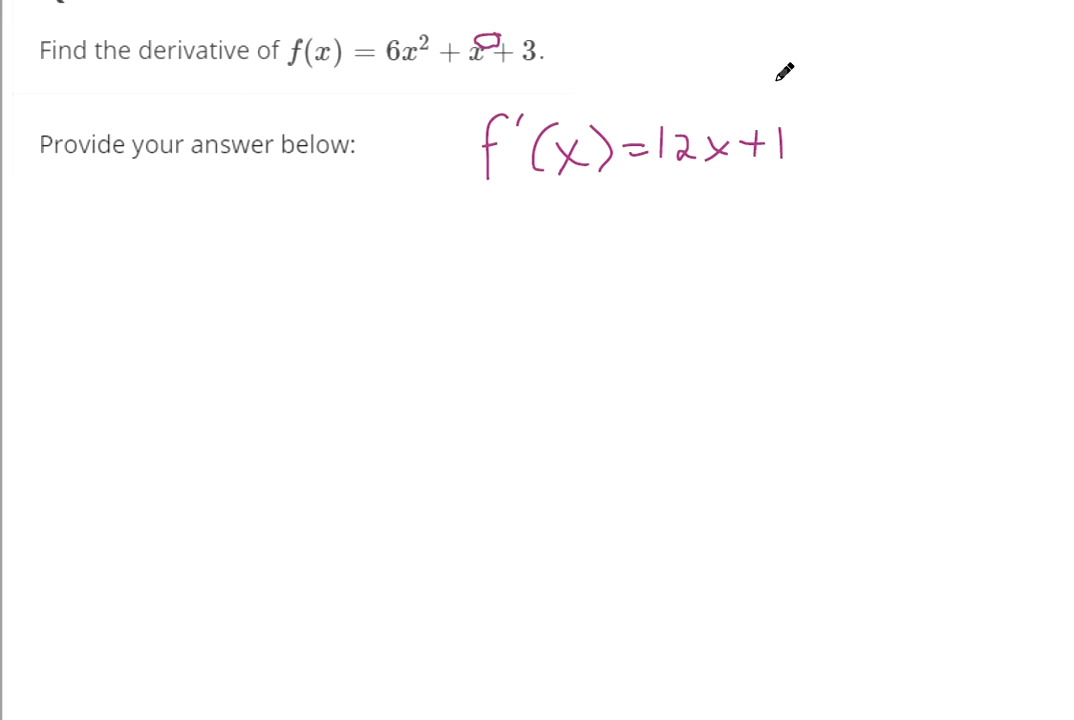 Find the derivative of f(x) = 6x² + x + 3.
Provide your answer below:
f'(x)=12x+1